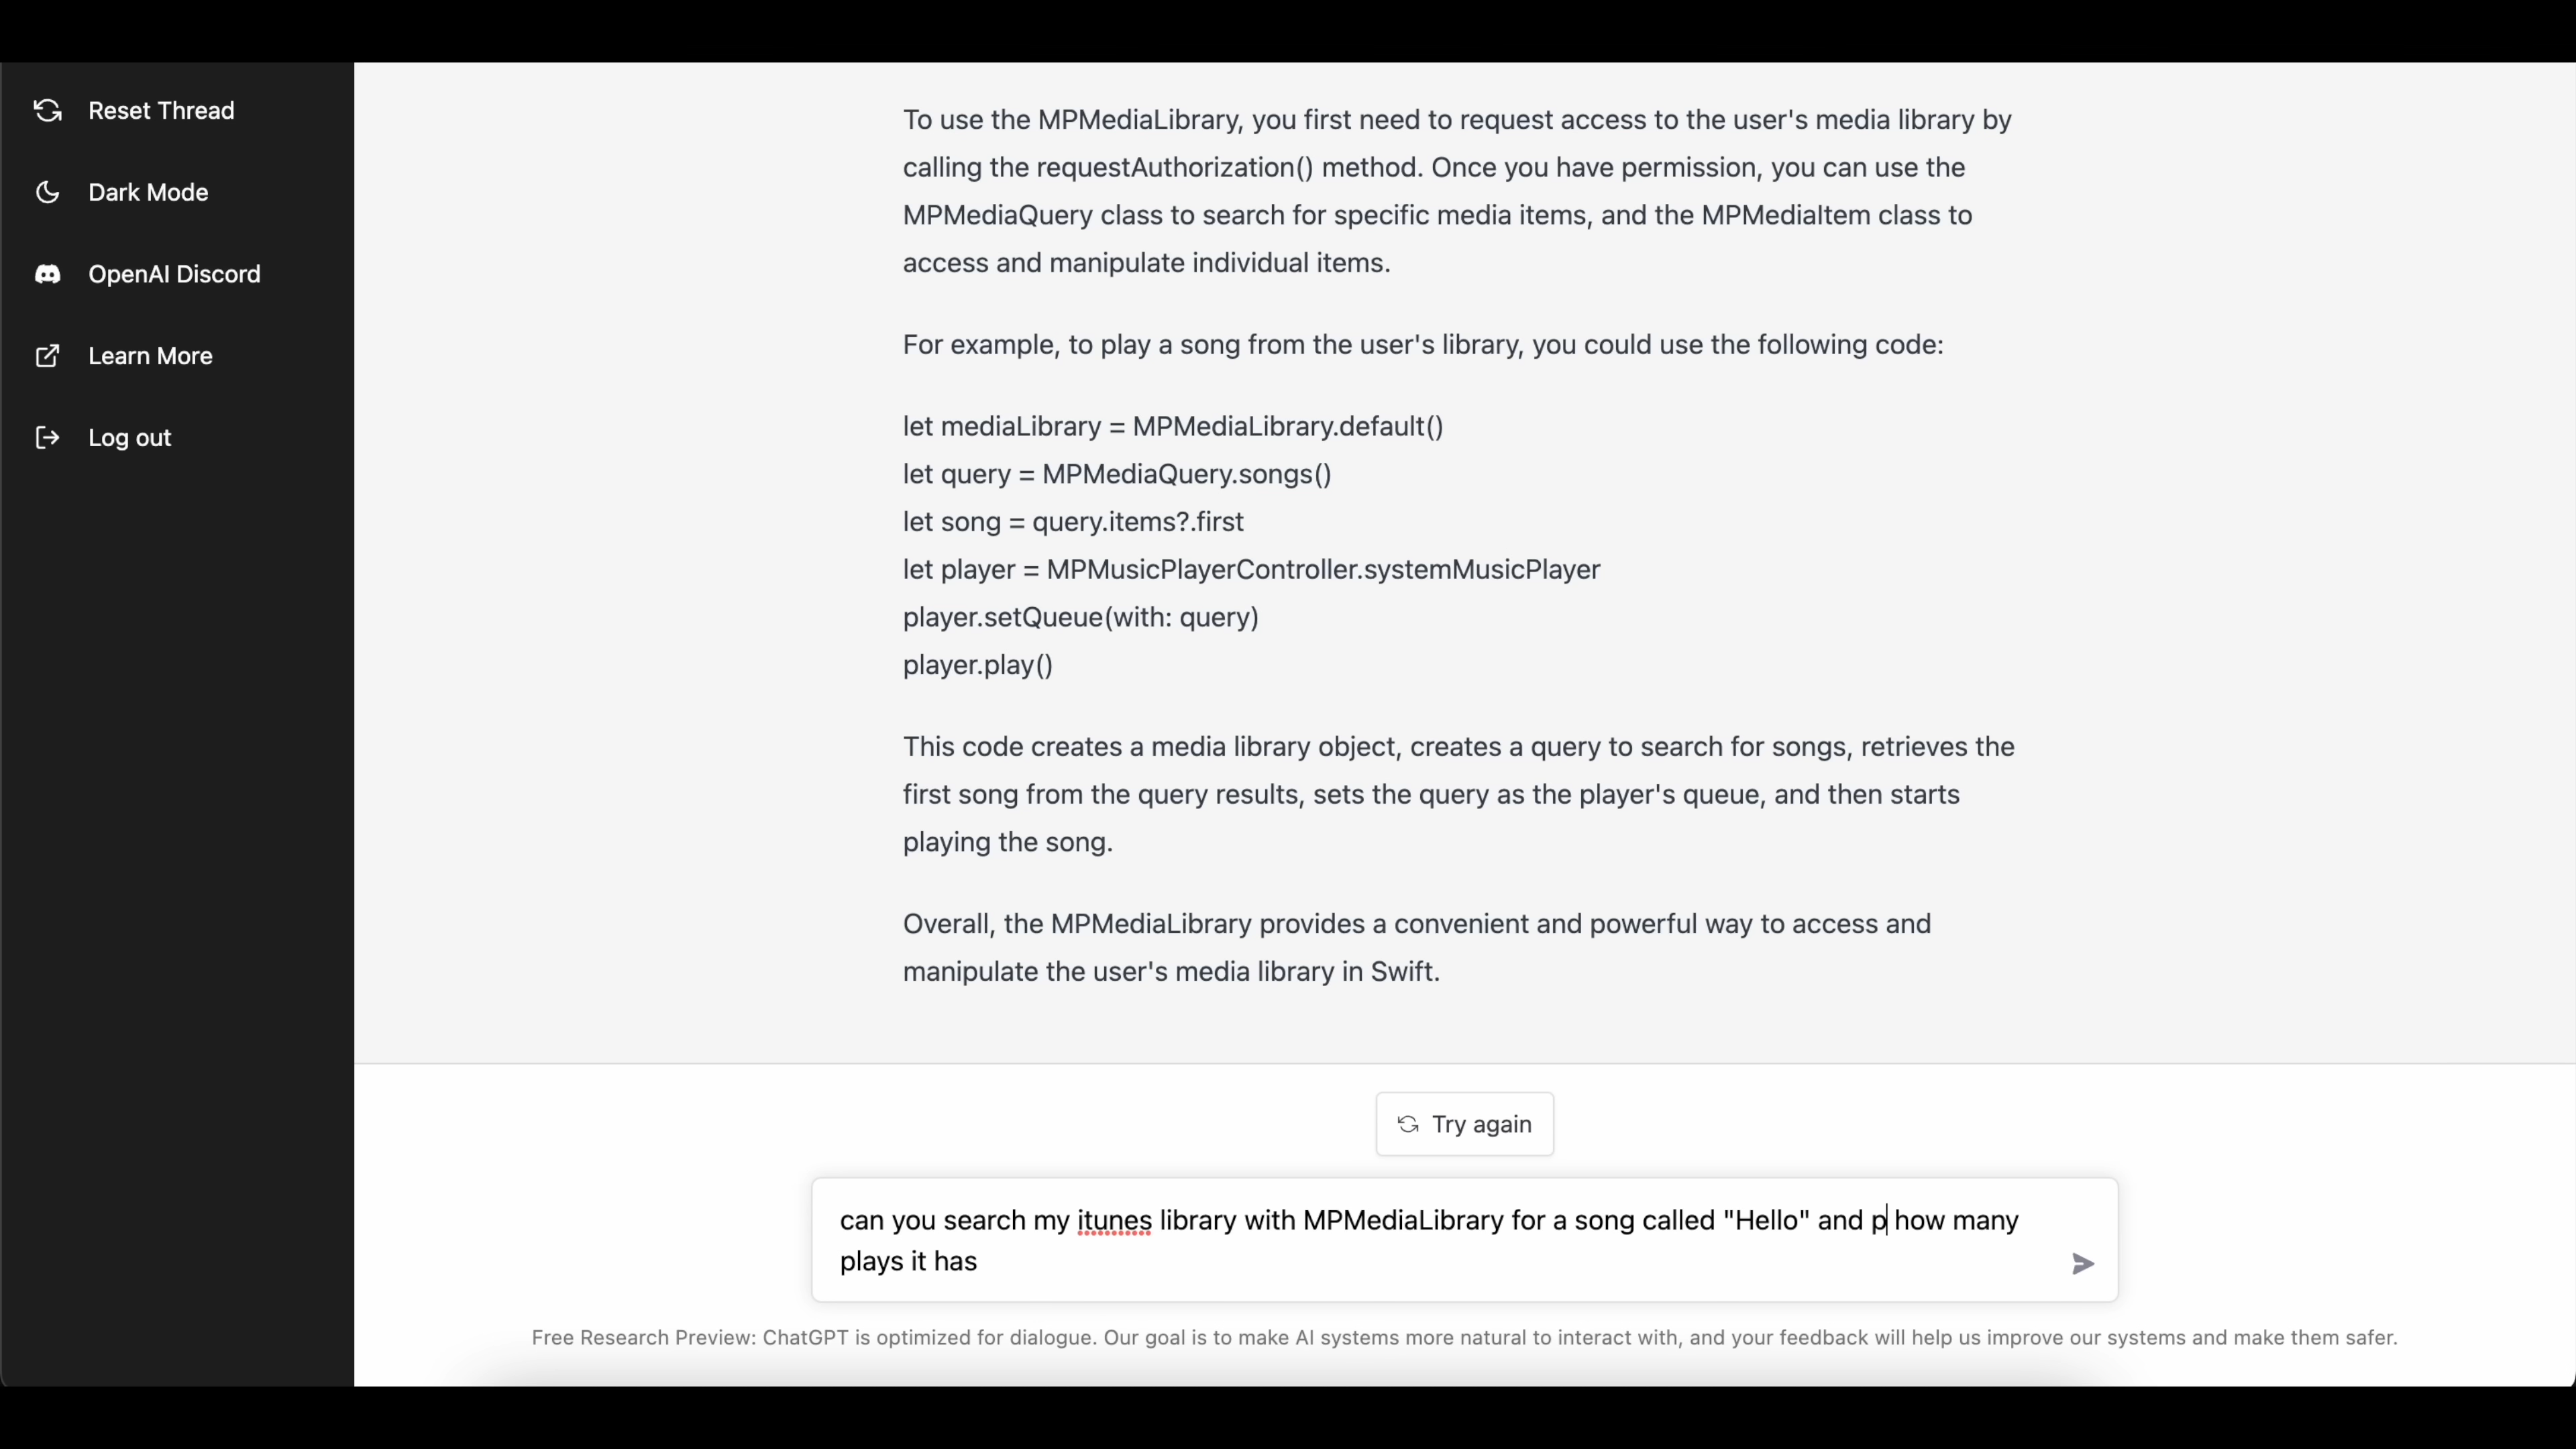 Reset Thread
Dark Mode
OpenAI Discord
Learn More
Log out
To use the MPMediaLibrary, you first need to request access to the user's media library by
calling the requestAuthorization() method. Once you have permission, you can use the
MPMediaQuery class to search for specific media items, and the MPMediaItem class to
access and manipulate individual items.
For example, to play a song from the user's library, you could use the following code:
let mediaLibrary = MPMediaLibrary.default()
let query = MPMediaQuery.songs()
let song = query.items?.first
let player = MPMusicPlayerController.systemMusicPlayer
player.setQueue(with: query)
player.play()
This code creates a media library object, creates a query to search for songs, retrieves the
first song from the query results, sets the query as the player's queue, and then starts
playing the song.
Overall, the MPMediaLibrary provides a convenient and powerful way to access and
manipulate the user's media library in Swift.
Try again
can you search my itunes library with MPMediaLibrary for a song called "Hello" and p how many
plays it has
Free Research Preview: ChatGPT is optimized for dialogue. Our goal is to make AI systems more natural to interact with, and your feedback will help us improve our systems and make them safer.